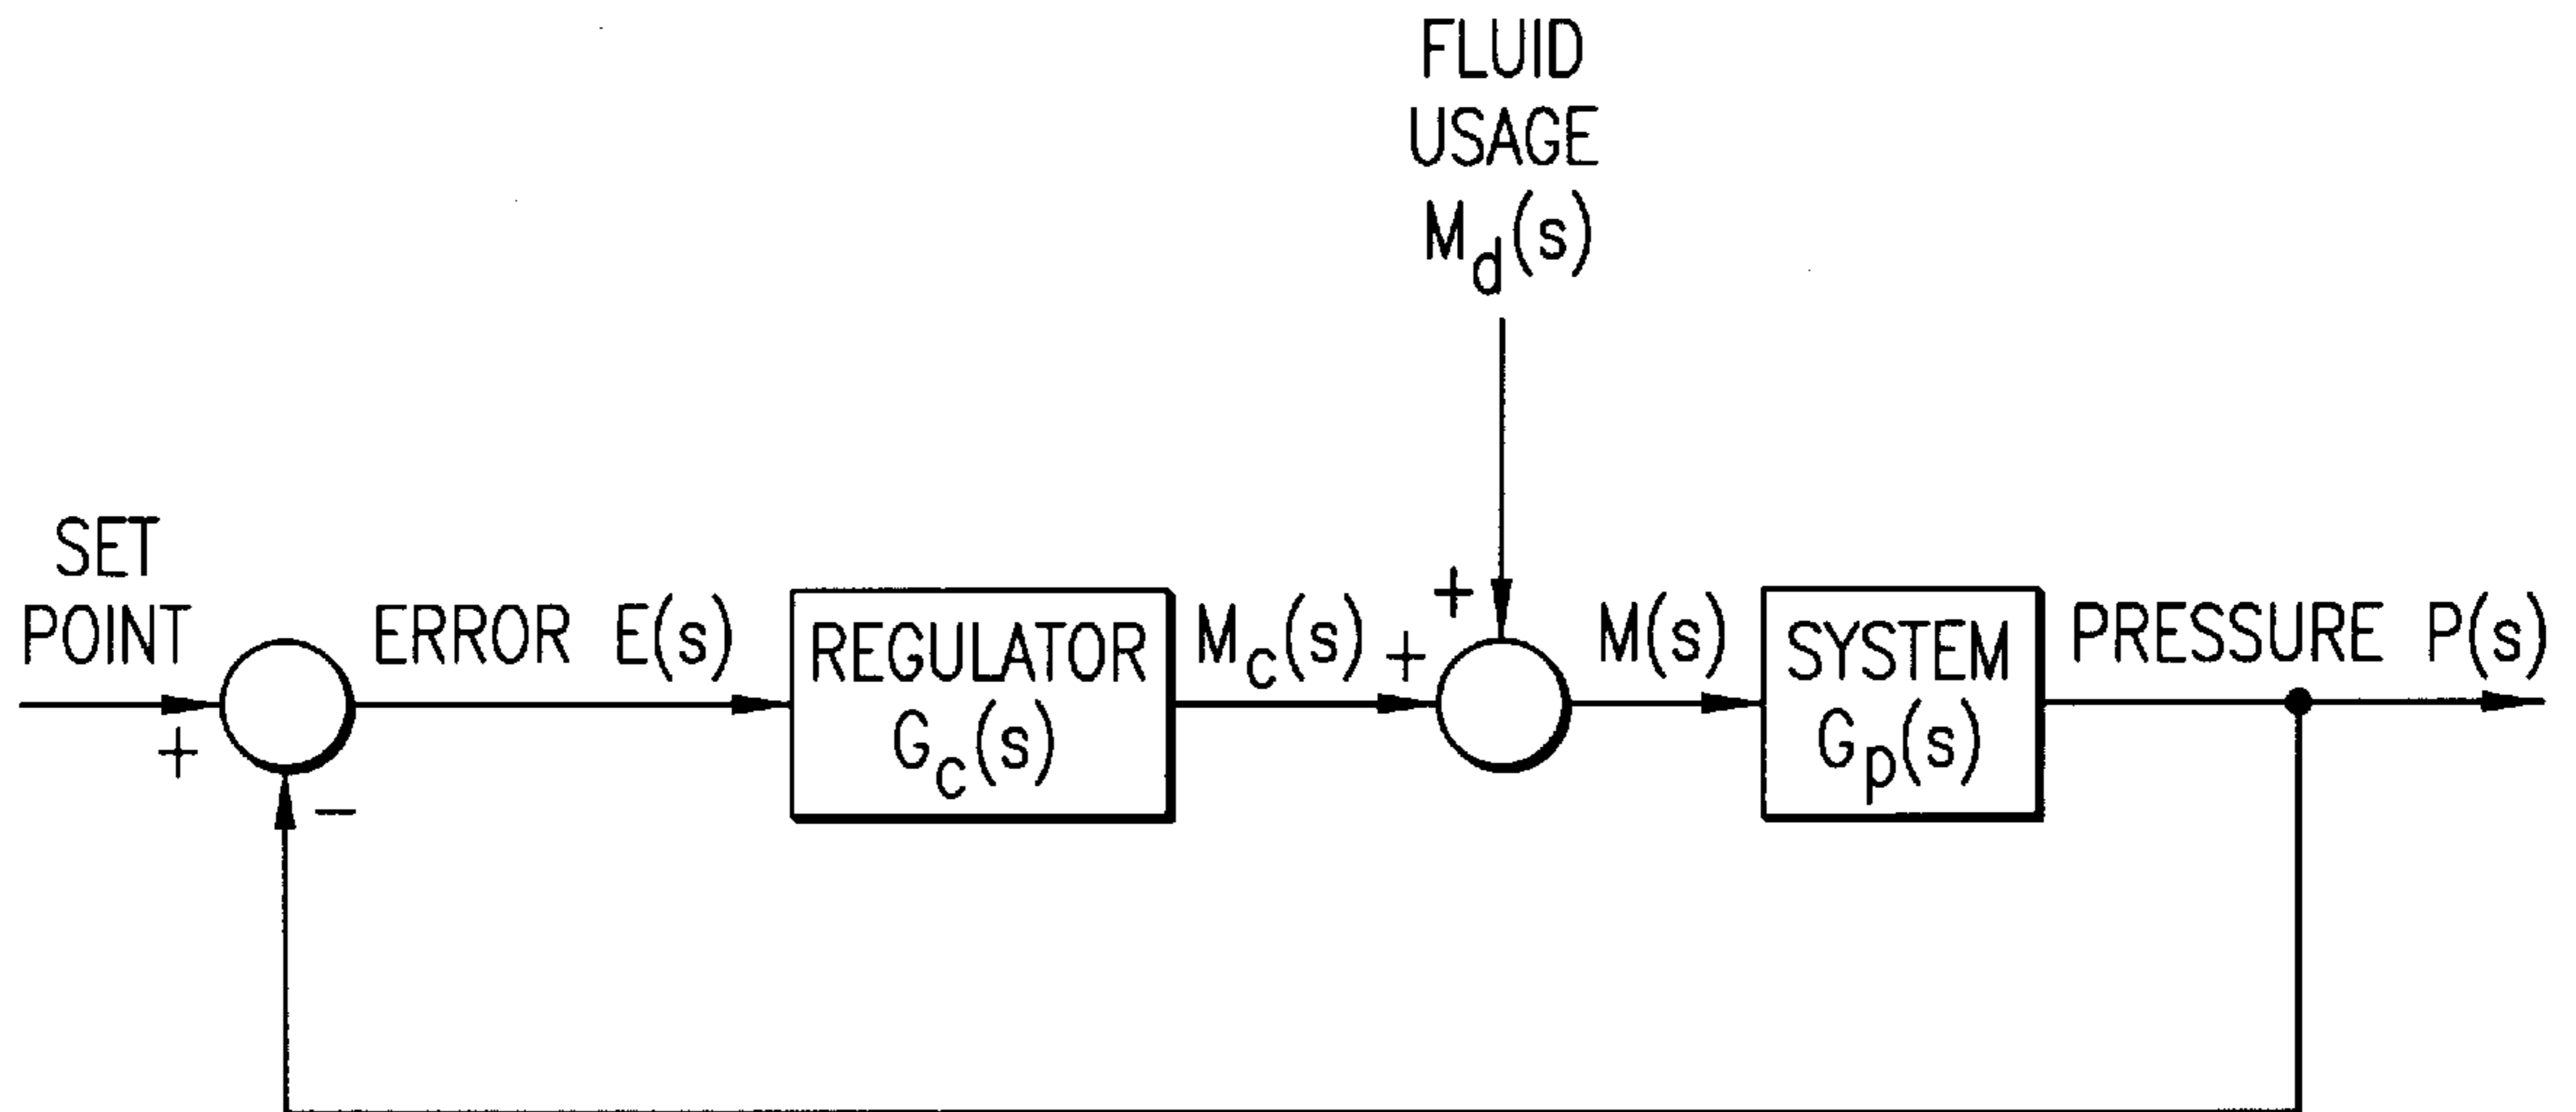 FLUID
USAGE
M_d(s)
SET
POINT
+
−
ERROR E(s)
REGULATOR
G_c(s)
M_c(s)
+
+
M(s)
SYSTEM
G_p(s)
PRESSURE P(s)